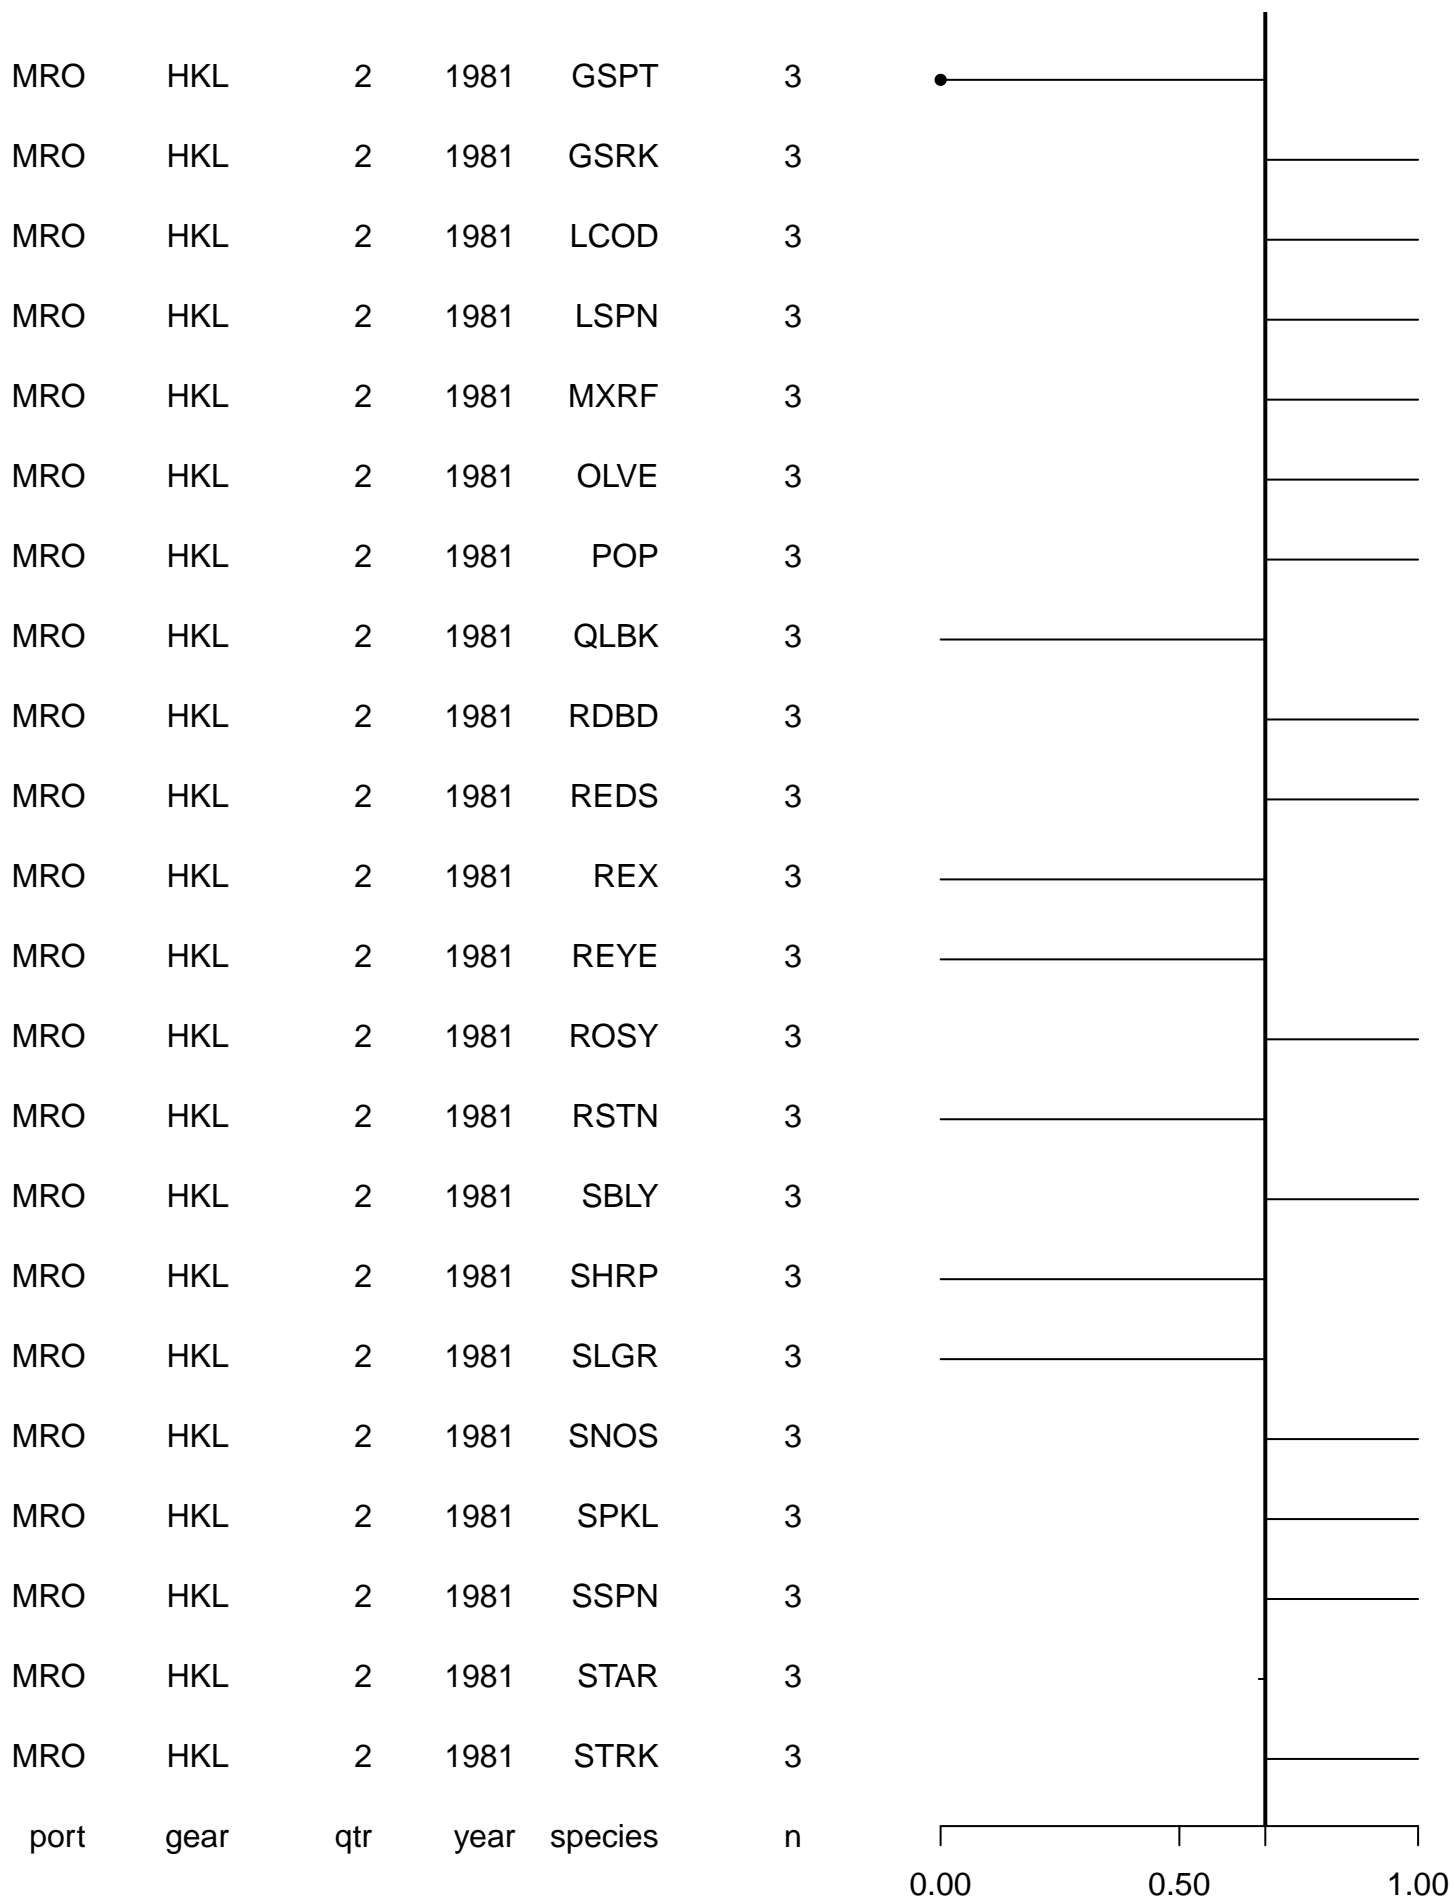 MRO HKL 2 1981 GSPT 3
MRO HKL 2 1981 GSRK 3
MRO HKL 2 1981 LCOD 3
MRO HKL 2 1981 LSPN 3
MRO HKL 2 1981 MXRF 3
MRO HKL 2 1981 OLVE 3
MRO HKL 2 1981 POP 3
MRO HKL 2 1981 QLBK 3
MRO HKL 2 1981 RDBD 3
MRO HKL 2 1981 REDS 3
MRO HKL 2 1981 REX 3
MRO HKL 2 1981 REYE 3
MRO HKL 2 1981 ROSY 3
MRO HKL 2 1981 RSTN 3
MRO HKL 2 1981 SBLY 3
MRO HKL 2 1981 SHRP 3
MRO HKL 2 1981 SLGR 3
MRO HKL 2 1981 SNOS 3
MRO HKL 2 1981 SPKL 3
MRO HKL 2 1981 SSPN 3
MRO HKL 2 1981 STAR 3
MRO HKL 2 1981 STRK 3
port gear qtr year species n
0.00 0.50 1.00